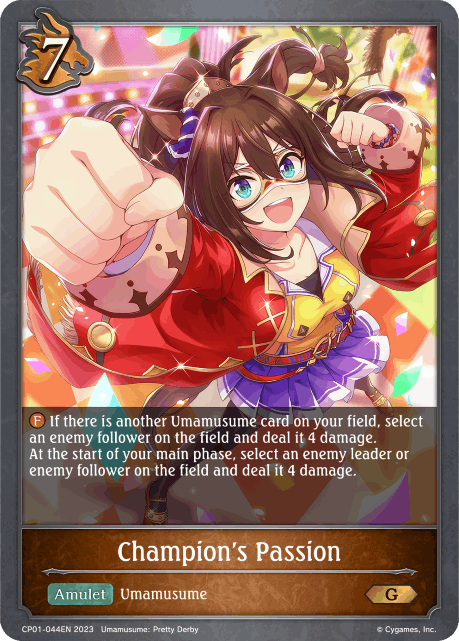 7
F If there is another Umamusume card on your field, select
an enemy follower on the field and deal it 4 damage.
At the start of your main phase, select an enemy leader or
enemy follower on the field and deal it 4 damage.
Champion's Passion
Amulet Umamusume G
CP01-044EN 2023 Umamusume: Pretty Derby © Cygames, Inc.